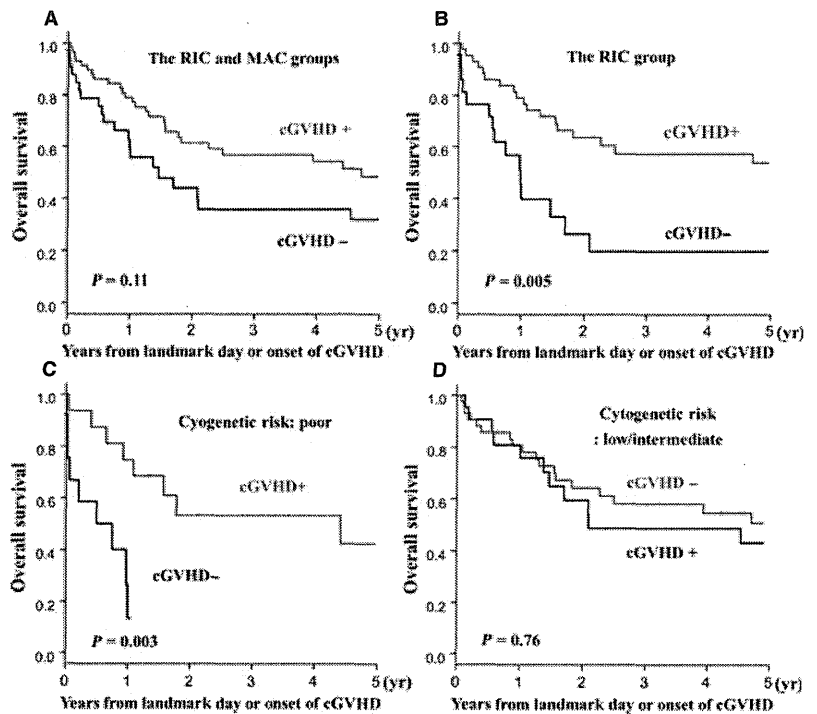 A
The RIC and MAC groups
Overall survival
1.0
0.8
0.6
0.4
0.2
0.0
cGVHD +
cGVHD –
P = 0.11
0 1 2 3 4 5 (yr)
Years from landmark day or onset of cGVHD
B
The RIC group
Overall survival
1.0
0.8
0.6
0.4
0.2
0.0
cGVHD+
cGVHD–
P = 0.005
0 1 2 3 4 5 (yr)
Years from landmark day or onset of cGVHD
C
Cyogenetic risk: poor
Overall survival
1.0
0.8
0.6
0.4
0.2
0.0
cGVHD+
cGVHD–
P = 0.003
0 1 2 3 4 5 (yr)
Years from landmark day or onset of cGVHD
D
Cytogenetic risk
: low/intermediate
Overall survival
1.0
0.8
0.6
0.4
0.2
0.0
cGVHD –
cGVHD +
P = 0.76
0 1 2 3 4 5 (yr)
Years from landmark day or onset of cGVHD